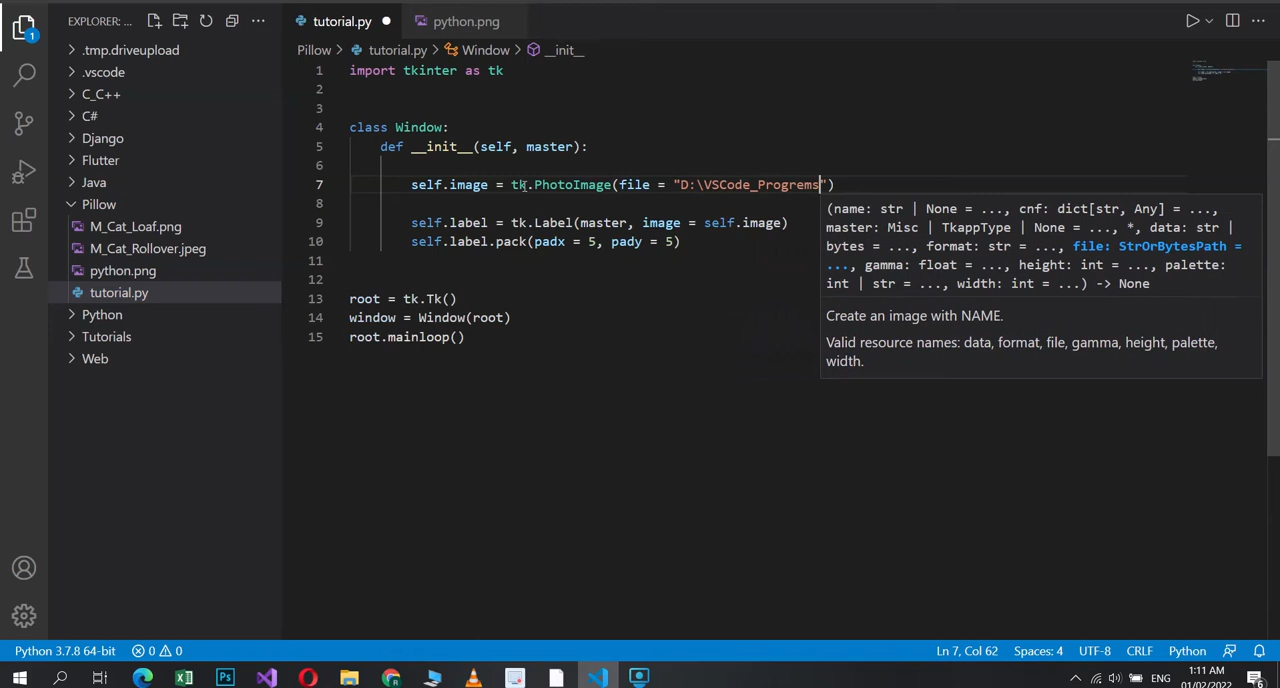 EXPLORER: ...
tutorial.py
python.png
1
.tmp.driveupload
.vscode
C_C++
C#
Django
Flutter
Java
Pillow
M_Cat_Loaf.png
M_Cat_Rollover.jpeg
python.png
tutorial.py
Python
Tutorials
Web
Pillow > tutorial.py > Window > __init__
1 import tkinter as tk
2
3
4 class Window:
5 def __init__(self, master):
6
7 self.image = tk.PhotoImage(file = "D:\VSCode_Progrems")
8
9 self.label = tk.Label(master, image = self.image)
10 self.label.pack(padx = 5, pady = 5)
11
12
13 root = tk.Tk()
14 window = Window(root)
15 root.mainloop()
(name: str | None = ..., cnf: dict[str, Any] = ...,
master: Misc | TkappType | None = ..., *, data: str |
bytes = ..., format: str = ..., file: StrOrBytesPath =
..., gamma: float = ..., height: int = ..., palette:
int | str = ..., width: int = ...) -> None
Create an image with NAME.
Valid resource names: data, format, file, gamma, height, palette,
width.
Python 3.7.8 64-bit 0 0
Ln 7, Col 62 Spaces: 4 UTF-8 CRLF Python
ENG
1:11 AM
01/02/2022
6